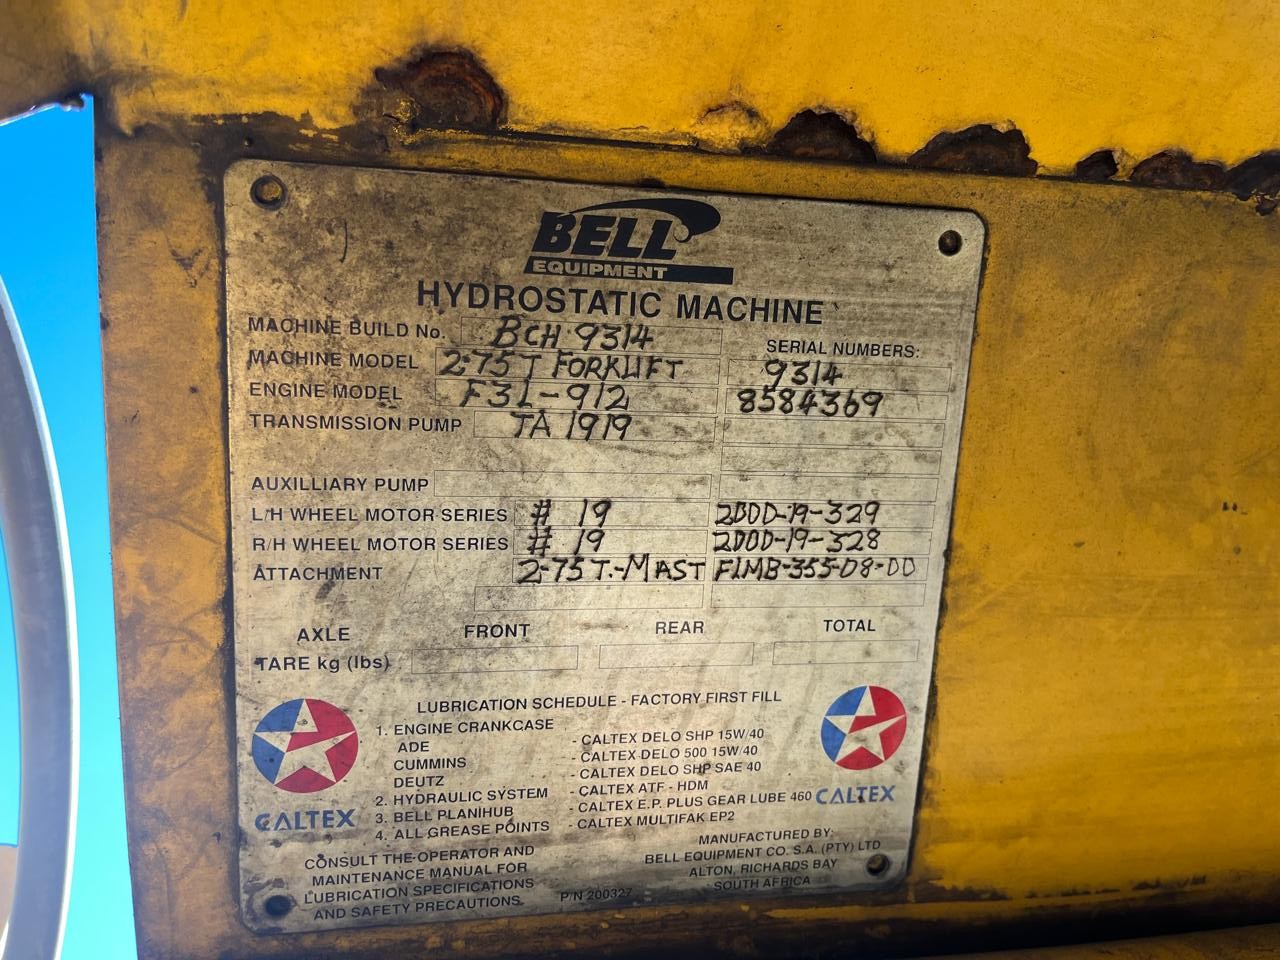 BELL
EQUIPMENT
HYDROSTATIC MACHINE
MACHINE BUILD No. BCH 9314
SERIAL NUMBERS:
MACHINE MODEL 2·75 T FORKLIFT 9314
ENGINE MODEL F3L-912 8584369
TRANSMISSION PUMP TA 1919
AUXILLIARY PUMP
L/H WHEEL MOTOR SERIES # 19 2DOD-19-329
R/H WHEEL MOTOR SERIES # 19 2DOD-19-328
ATTACHMENT 2·75 T.-MAST F1MB-355-08-00
AXLE FRONT REAR TOTAL
TARE kg (lbs)
LUBRICATION SCHEDULE - FACTORY FIRST FILL
1. ENGINE CRANKCASE
ADE - CALTEX DELO SHP 15W/40
CUMMINS - CALTEX DELO 500 15W/40
DEUTZ - CALTEX DELO SHP SAE 40
2. HYDRAULIC SYSTEM - CALTEX ATF - HDM
3. BELL PLANIHUB - CALTEX E.P. PLUS GEAR LUBE 460
4. ALL GREASE POINTS - CALTEX MULTIFAK EP2
CALTEX
CALTEX
CONSULT THE OPERATOR AND
MAINTENANCE MANUAL FOR
LUBRICATION SPECIFICATIONS
AND SAFETY PRECAUTIONS.
P/N 200327
MANUFACTURED BY:
BELL EQUIPMENT CO. S.A. (PTY) LTD
ALTON, RICHARDS BAY
SOUTH AFRICA